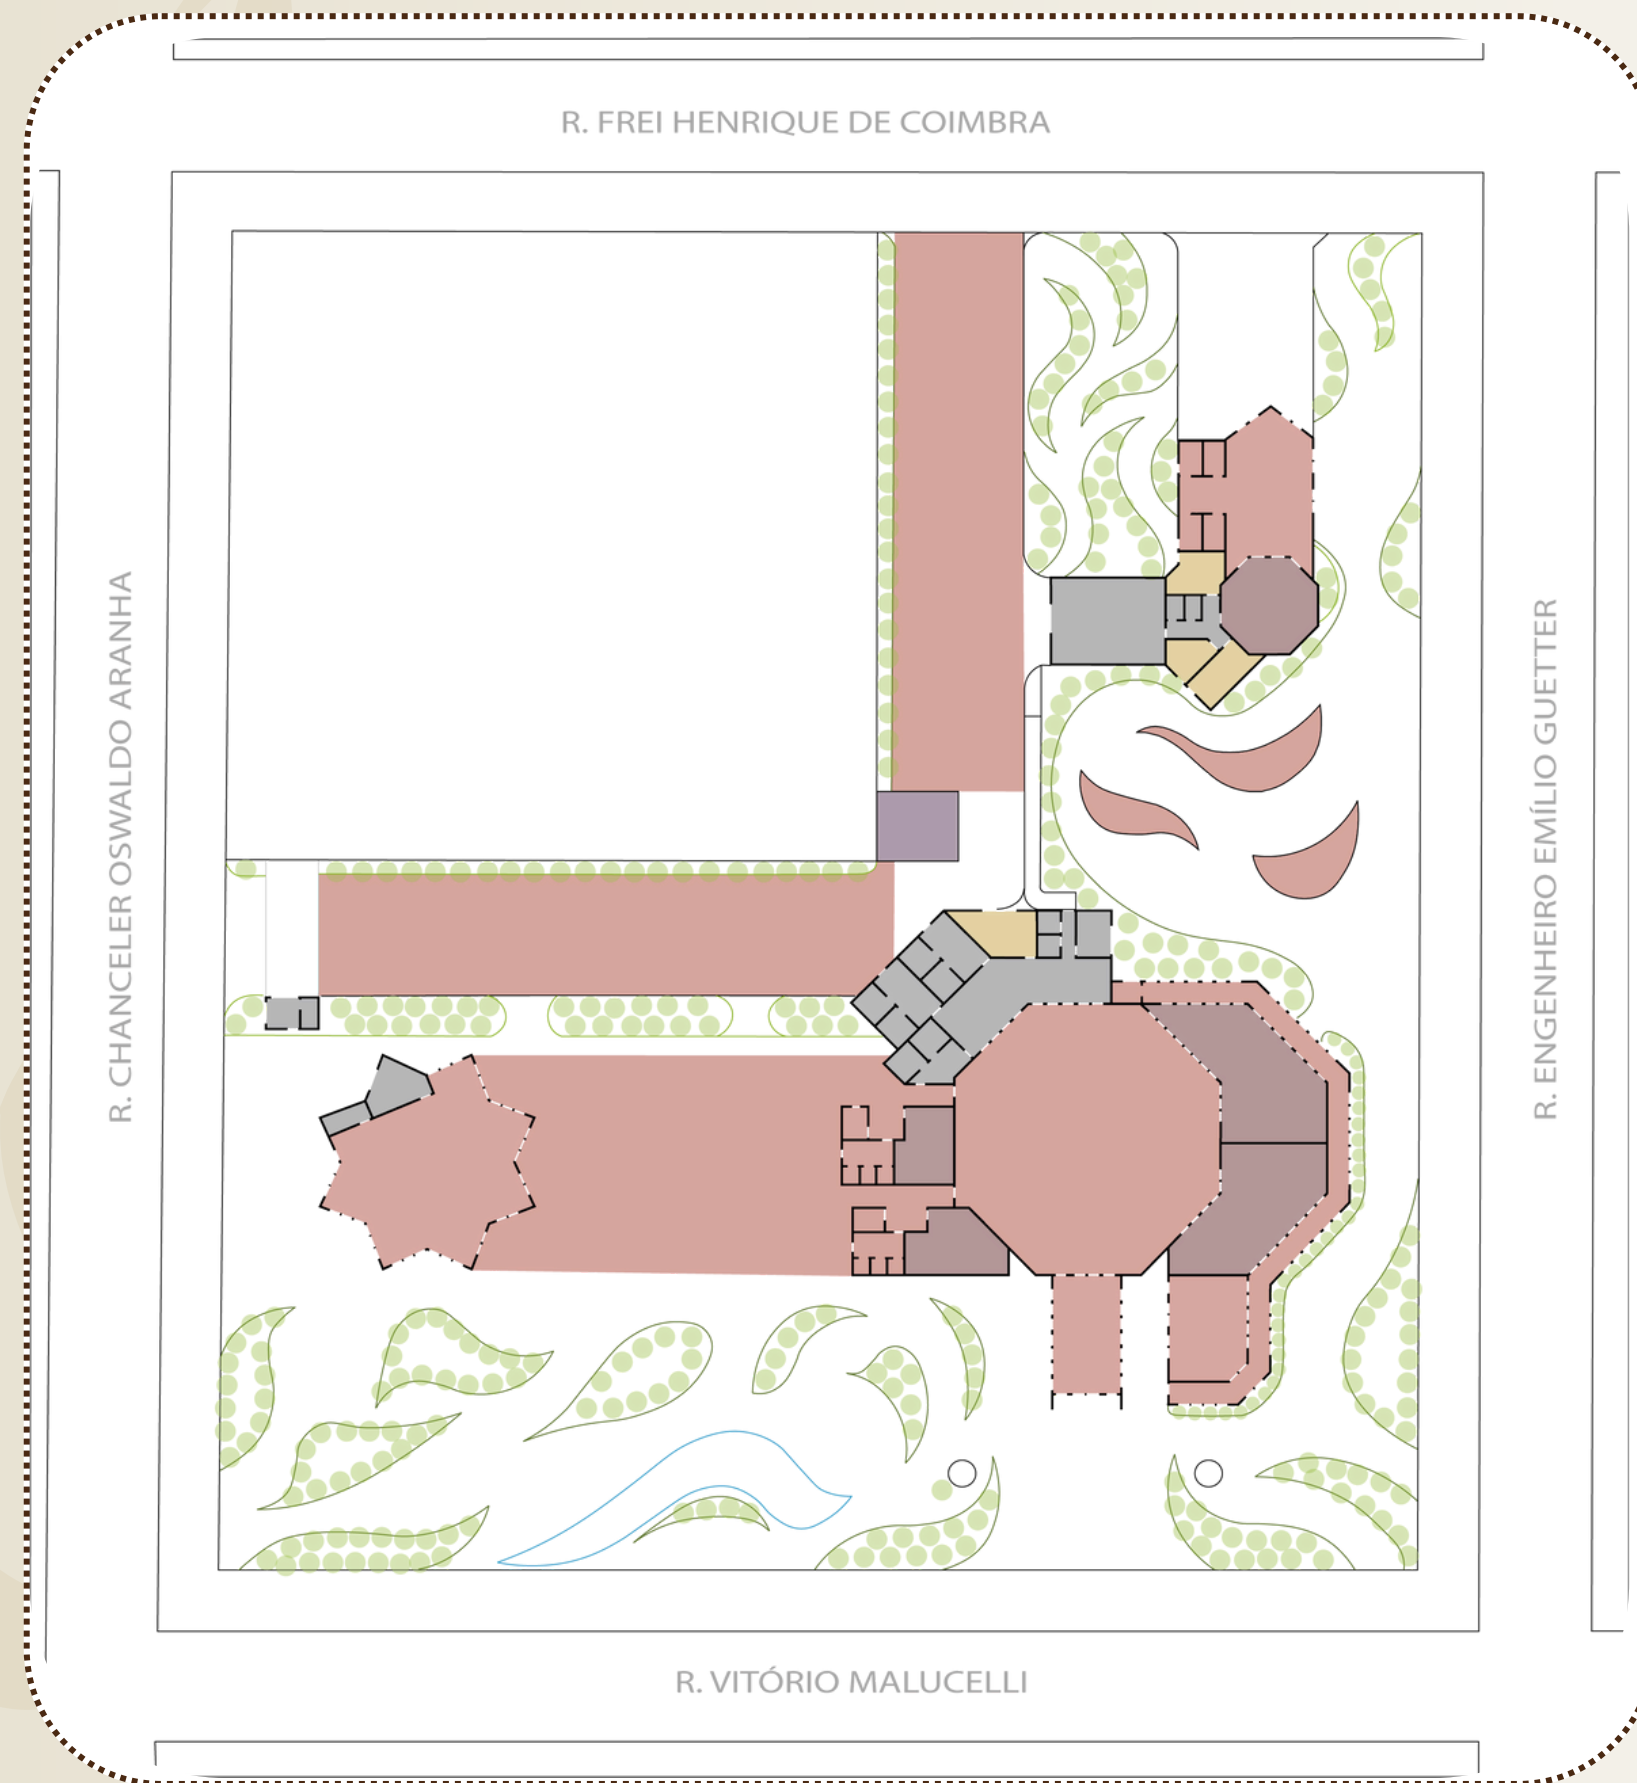 R. FREI HENRIQUE DE COIMBRA
R. CHANCELER OSWALDO ARANHA
R. ENGENHEIRO EMÍLIO GUETTER
R. VITÓRIO MALUCELLI